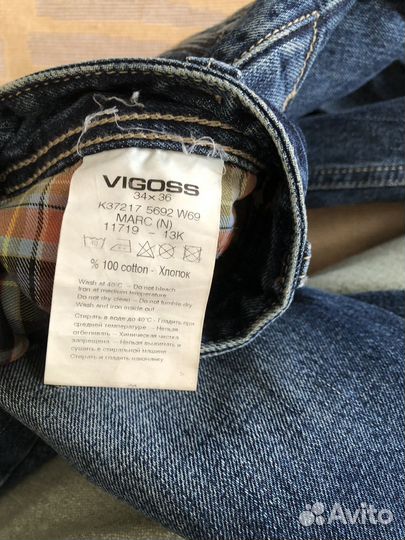 VIGOSS
34 x 36
K37217 5692 W69
MARC (N)
11719 - 13K
% 100 cotton - Хлопок
Wash at 40°C - Do not bleach
Iron at medium temperature
Do not dry clean - Do not tumble dry
Wash and iron inside out
Стирать в воде до 40°C - Гладить при
средней температуре - Нельзя
отбеливать - Химическая чистка
запрещена - Нельзя выжимать и
сушить в стиральной машине
Стирать и гладить наизнанку
Avito